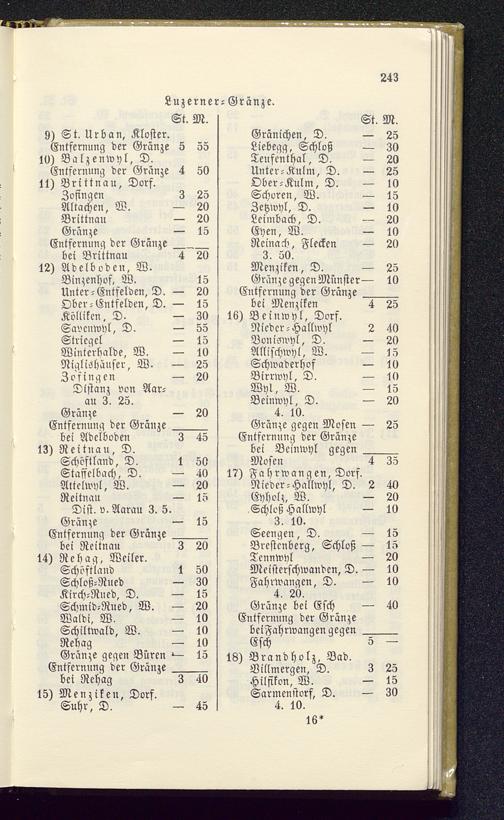 243
Luzerner-Gränze.
St. M.
9) St. Urban, Kloster.
Entfernung der Gränze 5 55
10) Balzenwyl, D.
Entfernung der Gränze 4 50
11) Brittnau, Dorf.
Zofingen 3 25
Altachen, W. — 20
Brittnau — 20
Gränze — 15
Entfernung der Gränze
bei Brittnau 4 20
12) Adelboden, W.
Binzenhof, W. 15
Unter-Entfelden, D. — 20
Ober-Entfelden, D. — 15
Kölliken, D. — 30
Savenwyl, D. — 55
Striegel — 15
Winterhalde, W. — 10
Niglishäuser, W. — 25
Zofingen — 20
Distanz von Aar-
au 3. 25.
Gränze — 20
Entfernung der Gränze
bei Adelboden 3 45
13) Reitnau, D.
Schöftland, D. 1 50
Staffelbach, D. — 40
Attelwyl, W. — 20
Reitnau — 15
Dist. v. Aarau 3. 5.
Gränze — 15
Entfernung der Gränze
bei Reitnau 3 20
14) Rehag, Weiler.
Schöftland 1 50
Schloß-Rued — 30
Kirch-Rued, D. — 15
Schmid-Rued, W. — 20
Waldi, W. — 10
Schiltwald, W. — 10
Rehag — 10
Gränze gegen Büren — 15
Entfernung der Gränze
bei Rehag 3 40
15) Menziken, Dorf.
Suhr, D. — 45
St. M.
Gränichen, D. — 25
Liebegg, Schloß — 30
Teufenthal, D. — 20
Unter-Kulm, D. — 25
Ober-Kulm, D. — 10
Schoren, W. — 15
Zetzwyl, D. — 10
Leimbach, D. — 20
Eyen, W. — 10
Reinach, Flecken — 20
3. 50.
Menziken, D. — 25
Gränze gegen Münster — 10
Entfernung der Gränze
bei Menziken 4 25
16) Beinwyl, Dorf.
Nieder-Hallwyl 2 40
Boniswyl, D. — 20
Allischwyl, W. — 15
Schwaderhof — 10
Birrwyl, D. — 10
Wyl, W. — 15
Beinwyl, D. — 20
4. 10.
Gränze gegen Mosen — 25
Entfernung der Gränze
bei Beinwyl gegen
Mosen 4 35
17) Fahrwangen, Dorf.
Nieder-Hallwyl, D. 2 40
Eyholz, W. — 20
Schloß Hallwyl — 10
3. 10.
Seengen, D. — 15
Brestenberg, Schloß — 15
Tennwyl — 20
Meisterschwanden, D. — 10
Fahrwangen, D. — 10
4. 20.
Gränze bei Esch — 40
Entfernung der Gränze
bei Fahrwangen gegen
Esch 5 —
18) Brandholz, Bad.
Villmergen, D. 3 25
Hilfikon, W. — 15
Sarmenstorf, D. — 30
4. 10.
16*